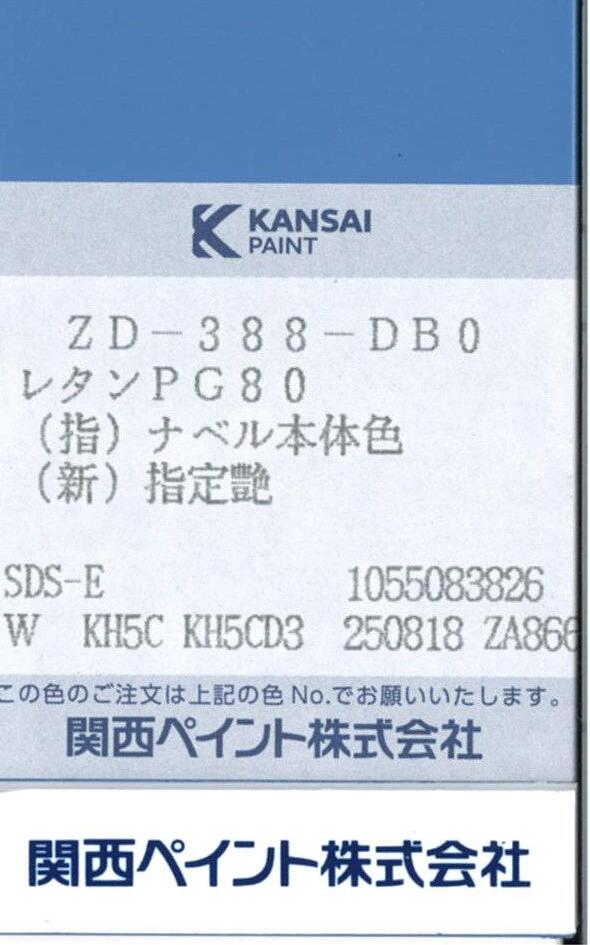 KANSAI
PAINT
ZD-388-DB0
レタンPG80
(指)ナベル本体色
(新)指定艶
SDS-E 1055083826
W KH5C KH5CD3 250818 ZA866
この色のご注文は上記の色No.でお願いいたします。
関西ペイント株式会社
関西ペイント株式会社